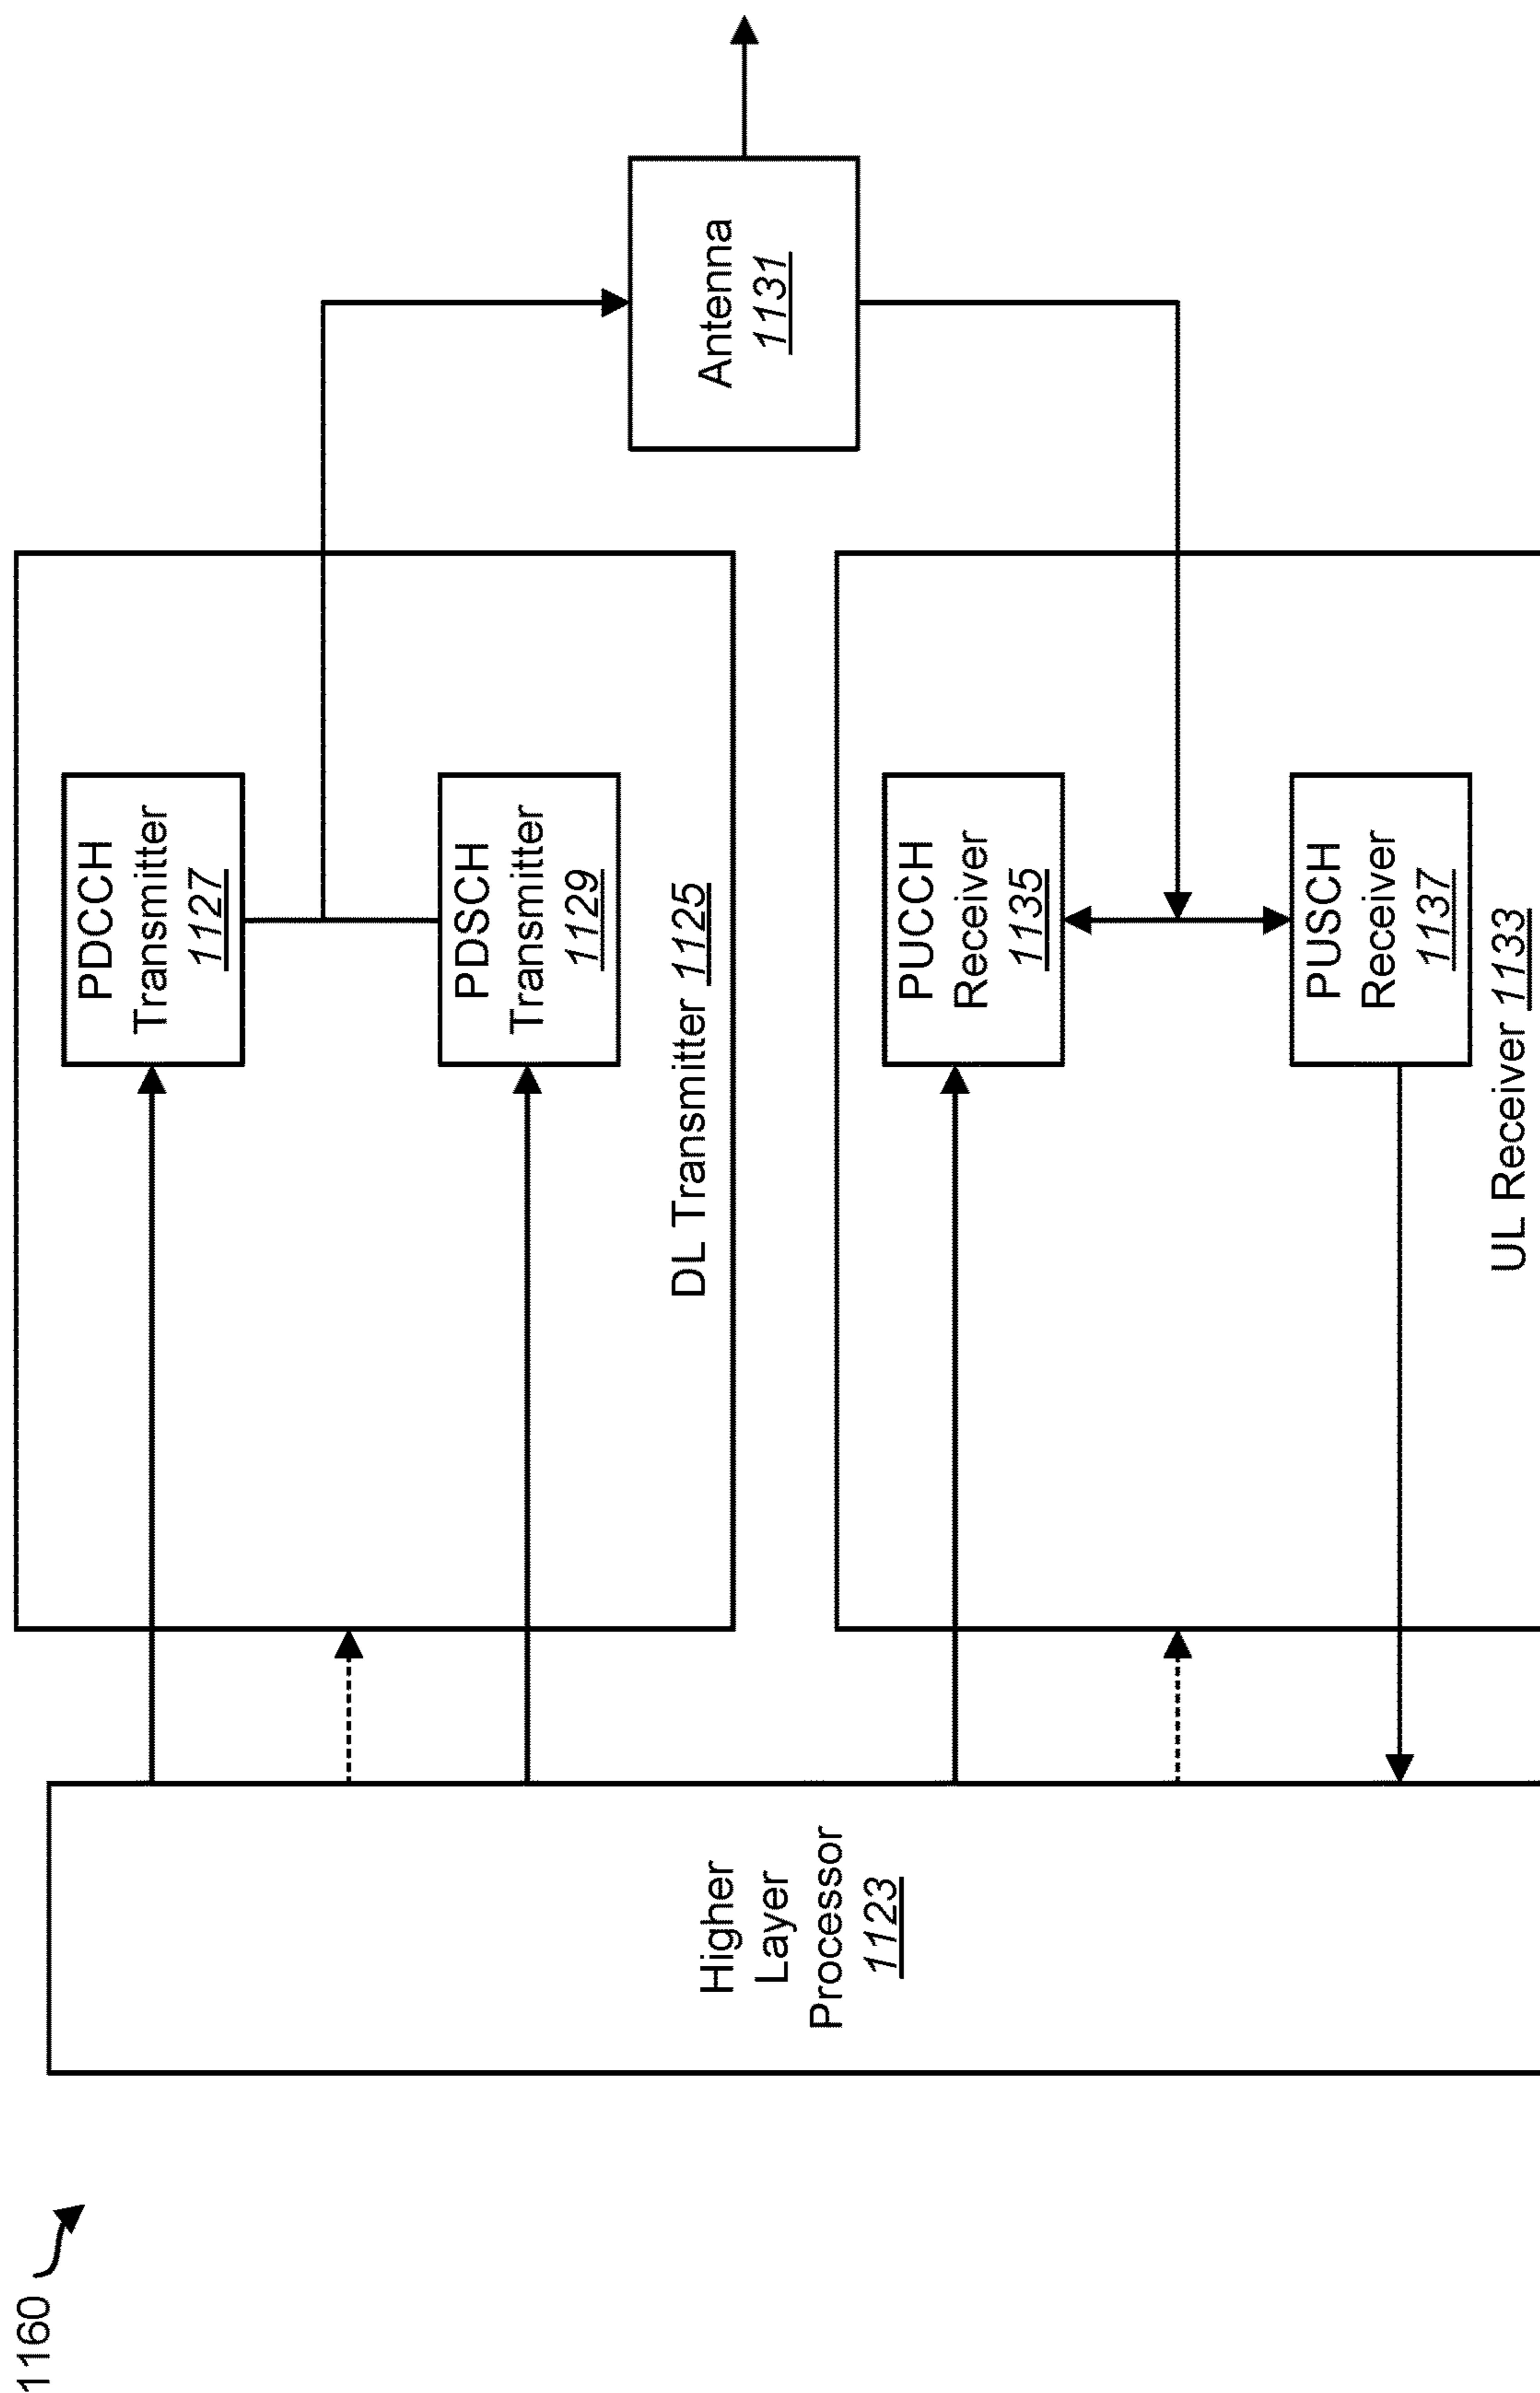 1160
Higher
Layer
Processor
1123
PDCCH
Transmitter
1127
PDSCH
Transmitter
1129
DL Transmitter 1125
PUCCH
Receiver
1135
PUSCH
Receiver
1137
UL Receiver 1133
Antenna
1131